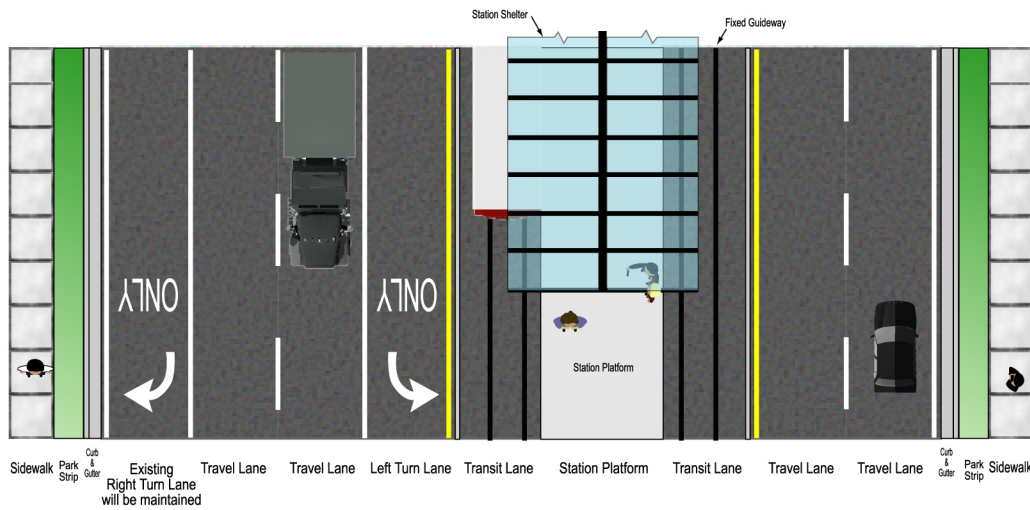 Station Shelter
Fixed Guideway
ONLY
ONLY
Station Platform
Sidewalk
Park
Strip
Curb
&
Gutter
Existing
Right Turn Lane
will be maintained
Travel Lane
Travel Lane
Left Turn Lane
Transit Lane
Station Platform
Transit Lane
Travel Lane
Travel Lane
Curb
&
Gutter
Park
Strip
Sidewalk